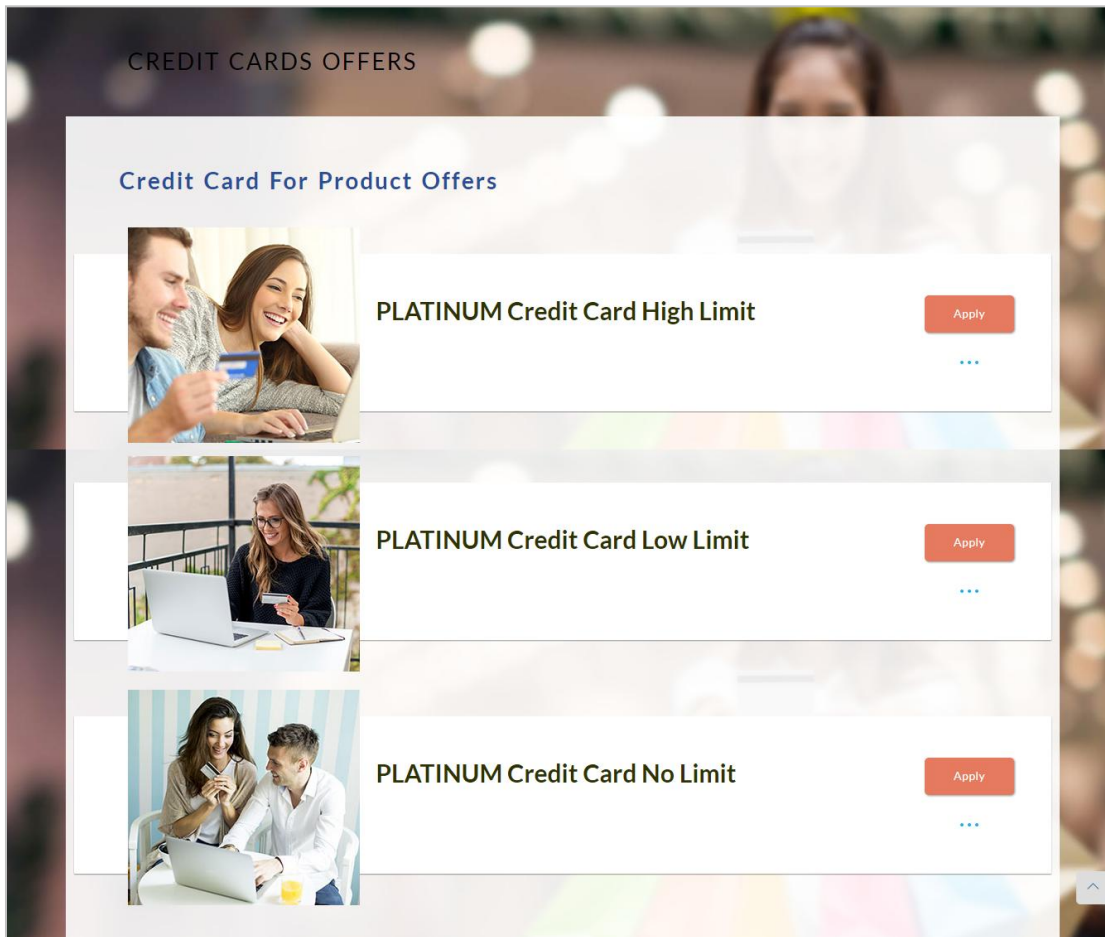 CREDIT CARDS OFFERS
Credit Card For Product Offers
PLATINUM Credit Card High Limit
Apply
...
PLATINUM Credit Card Low Limit
Apply
...
PLATINUM Credit Card No Limit
Apply
...